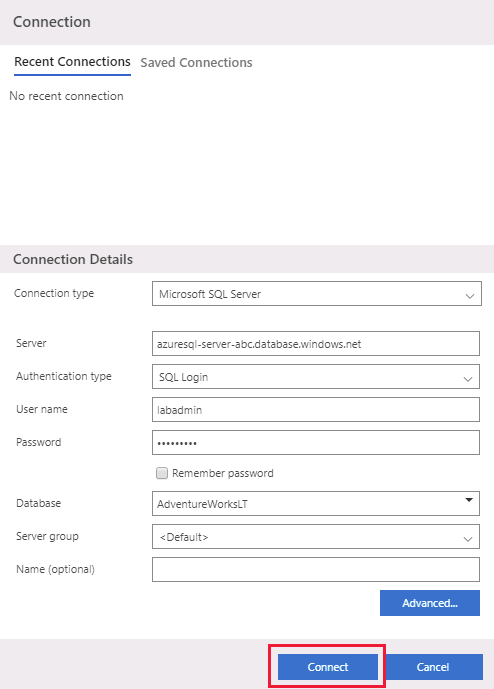 Connection
Recent Connections Saved Connections
No recent connection
Connection Details
Connection type Microsoft SQL Server
Server azuresql-server-abc.database.windows.net
Authentication type SQL Login
User name labadmin
Password •••••••••
Remember password
Database AdventureWorksLT
Server group <Default>
Name (optional)
Advanced...
Connect Cancel